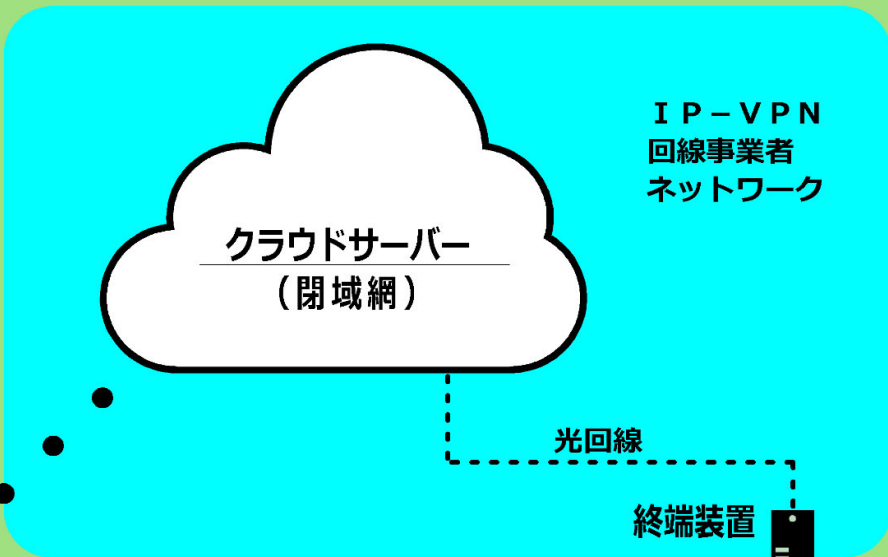 ＩＰ－ＶＰＮ
回線事業者
ネットワーク
クラウドサーバー
（閉域網）
光回線
終端装置